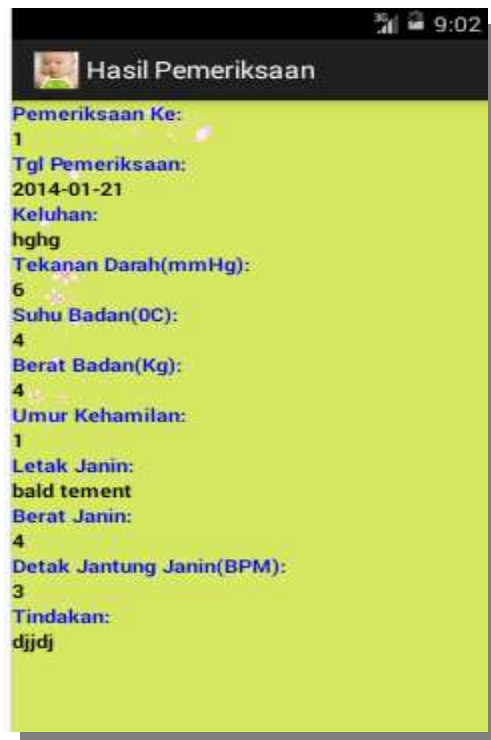 3G 9:02
Hasil Pemeriksaan
Pemeriksaan Ke:
1
Tgl Pemeriksaan:
2014-01-21
Keluhan:
hghg
Tekanan Darah(mmHg):
6
Suhu Badan(0C):
4
Berat Badan(Kg):
4
Umur Kehamilan:
1
Letak Janin:
bald tement
Berat Janin:
4
Detak Jantung Janin(BPM):
3
Tindakan:
djjdj